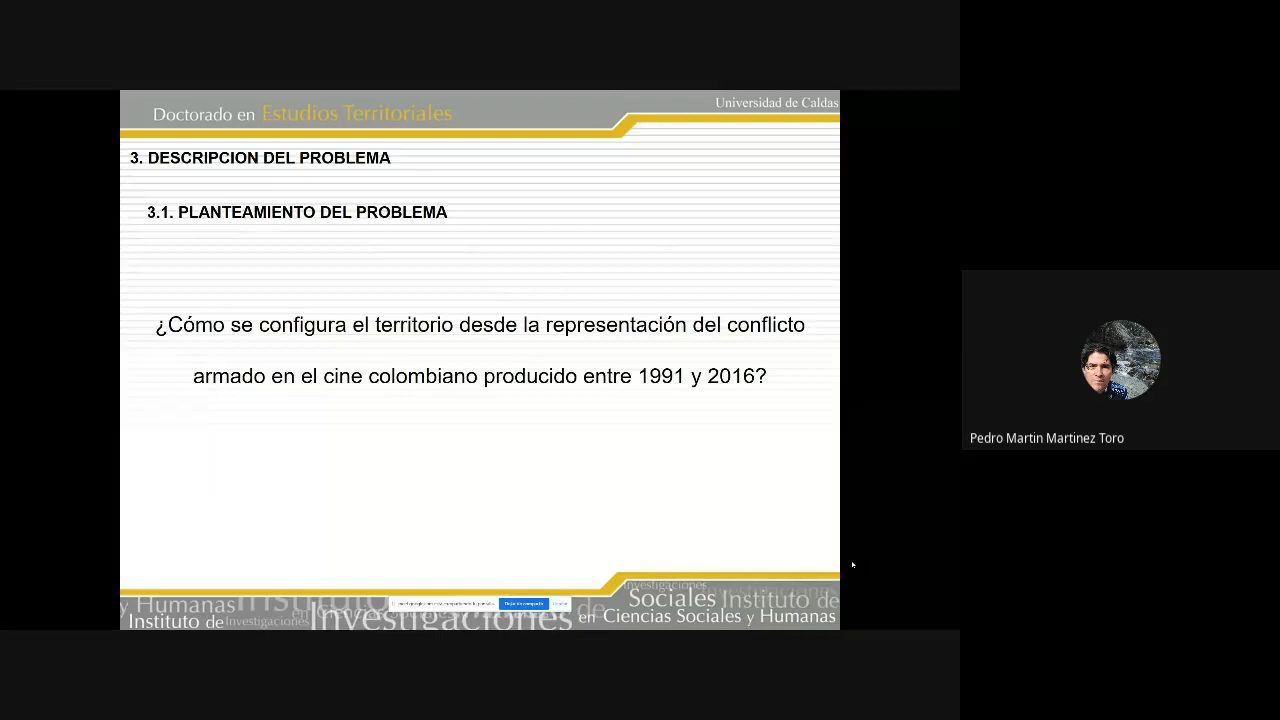 Doctorado en Estudios Territoriales
Universidad de Caldas
3. DESCRIPCION DEL PROBLEMA
3.1. PLANTEAMIENTO DEL PROBLEMA
¿Cómo se configura el territorio desde la representación del conflicto
armado en el cine colombiano producido entre 1991 y 2016?
Pedro Martin Martinez Toro
y Humanas
Instituto de
Investigaciones
Investigaciones
en Ciencias Sociales y Humanas
Investigaciones
Sociales Instituto de